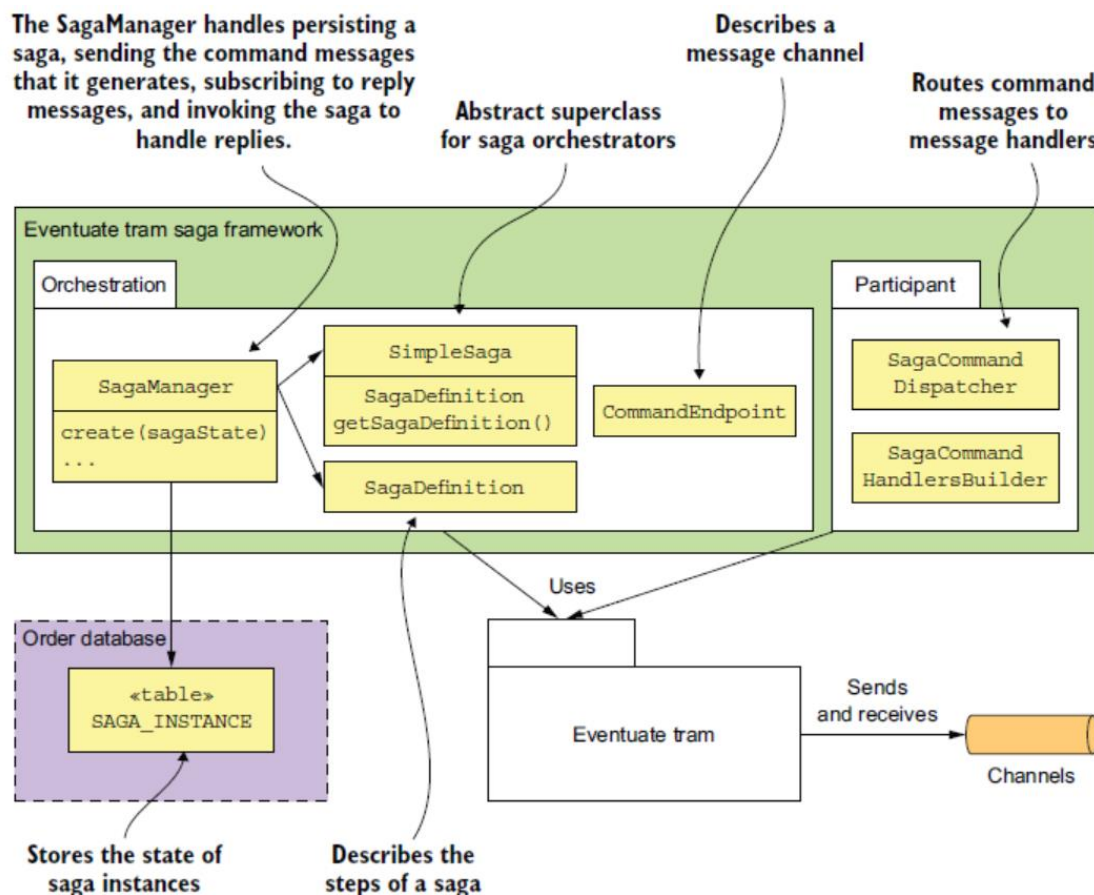 The SagaManager handles persisting a
saga, sending the command messages
that it generates, subscribing to reply
messages, and invoking the saga to
handle replies.
Abstract superclass
for saga orchestrators
Describes a
message channel
Routes command
messages to
message handlers
Eventuate tram saga framework
Orchestration
SagaManager
create(sagaState)
...
SimpleSaga
SagaDefinition
getSagaDefinition()
SagaDefinition
CommandEndpoint
Participant
SagaCommand
Dispatcher
SagaCommand
HandlersBuilder
Uses
Order database
«table»
SAGA_INSTANCE
Eventuate tram
Sends
and receives
Channels
Stores the state of
saga instances
Describes the
steps of a saga